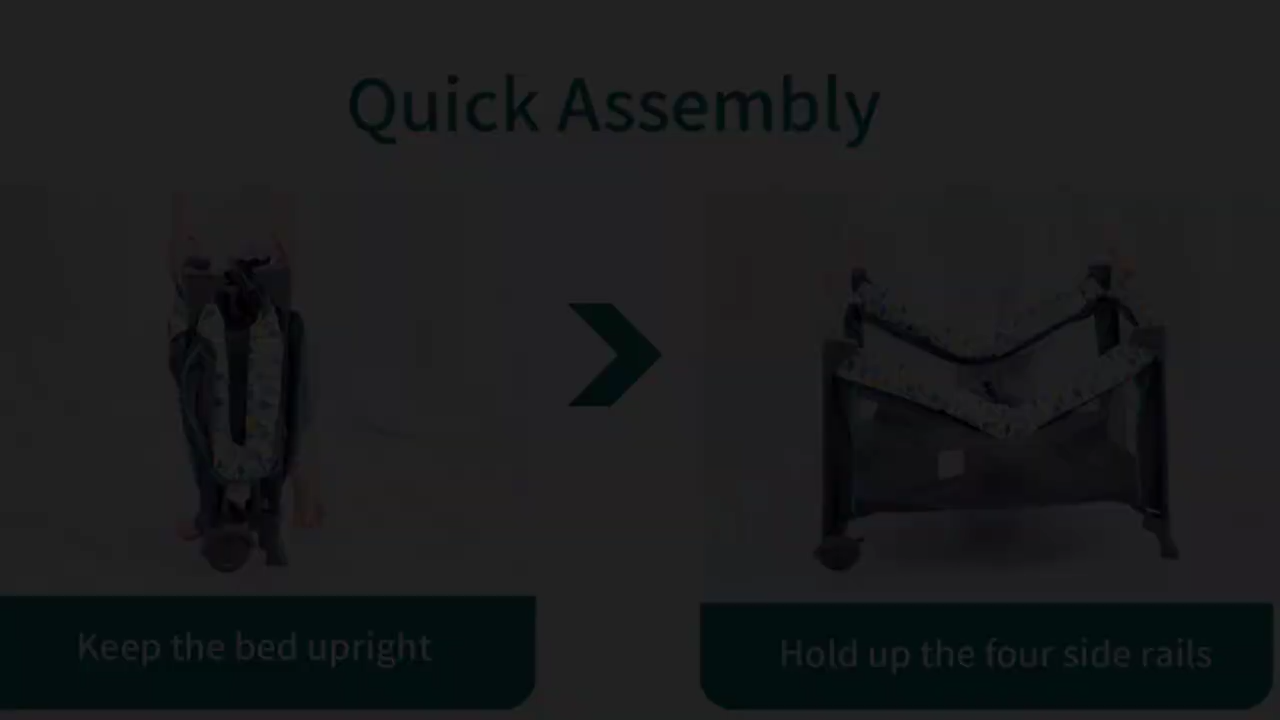 Quick Assembly
Keep the bed upright
Hold up the four side rails